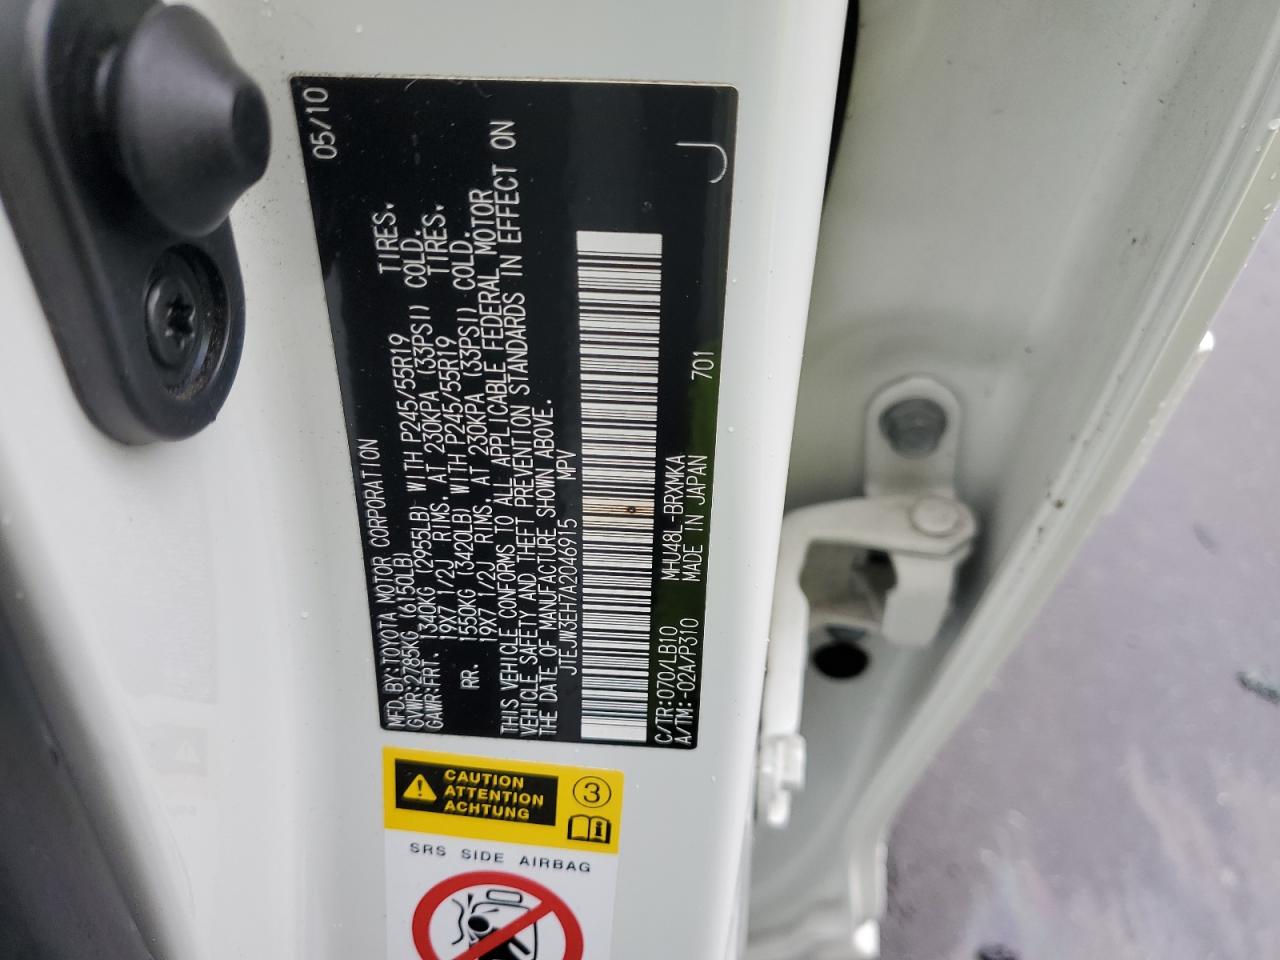 MFD.BY:TOYOTA MOTOR CORPORATION 05/10
GVWR:2785KG (6150LB)
GAWR:FRT. 1340KG (2955LB) WITH P245/55R19 TIRES.
19X7 1/2J RIMS. AT 230KPA (33PSI) COLD.
RR. 1550KG (3420LB) WITH P245/55R19 TIRES.
19X7 1/2J RIMS. AT 230KPA (33PSI) COLD.
THIS VEHICLE CONFORMS TO ALL APPLICABLE FEDERAL MOTOR
VEHICLE SAFETY AND THEFT PREVENTION STANDARDS IN EFFECT ON
THE DATE OF MANUFACTURE SHOWN ABOVE.
JTEJW3EH7A2046915 MPV
C/TR:070/LB10 MHU48L-BRXMKA
A/TM:-02A/P310 MADE IN JAPAN 701 J
CAUTION
ATTENTION
ACHTUNG
3
SRS SIDE AIRBAG